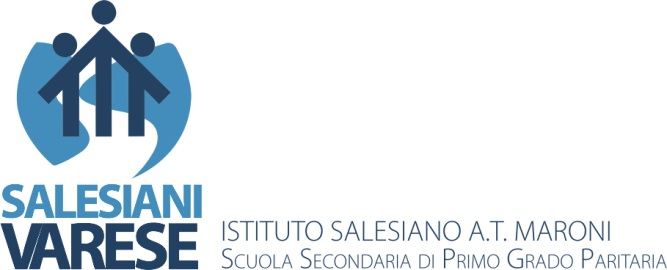 SALESIANI
VARESE
ISTITUTO SALESIANO A.T. MARONI
SCUOLA SECONDARIA DI PRIMO GRADO PARITARIA